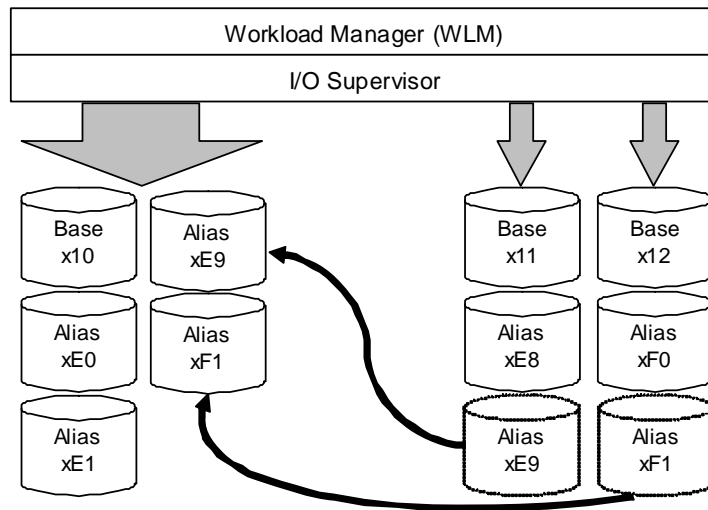 Workload Manager (WLM)
I/O Supervisor
Base
x10
Alias
xE9
Base
x11
Base
x12
Alias
xE0
Alias
xF1
Alias
xE8
Alias
xF0
Alias
xE1
Alias
xE9
Alias
xF1